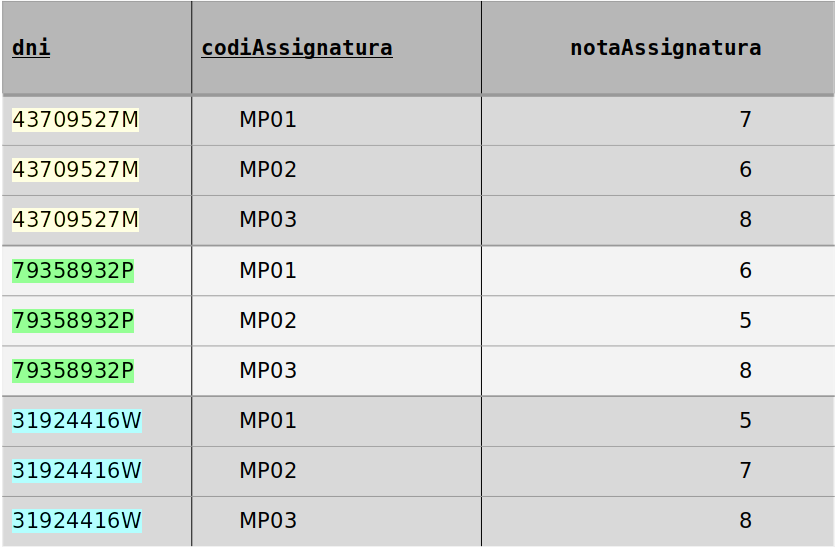 dni codiAssignatura notaAssignatura
43709527M MP01 7
43709527M MP02 6
43709527M MP03 8
79358932P MP01 6
79358932P MP02 5
79358932P MP03 8
31924416W MP01 5
31924416W MP02 7
31924416W MP03 8